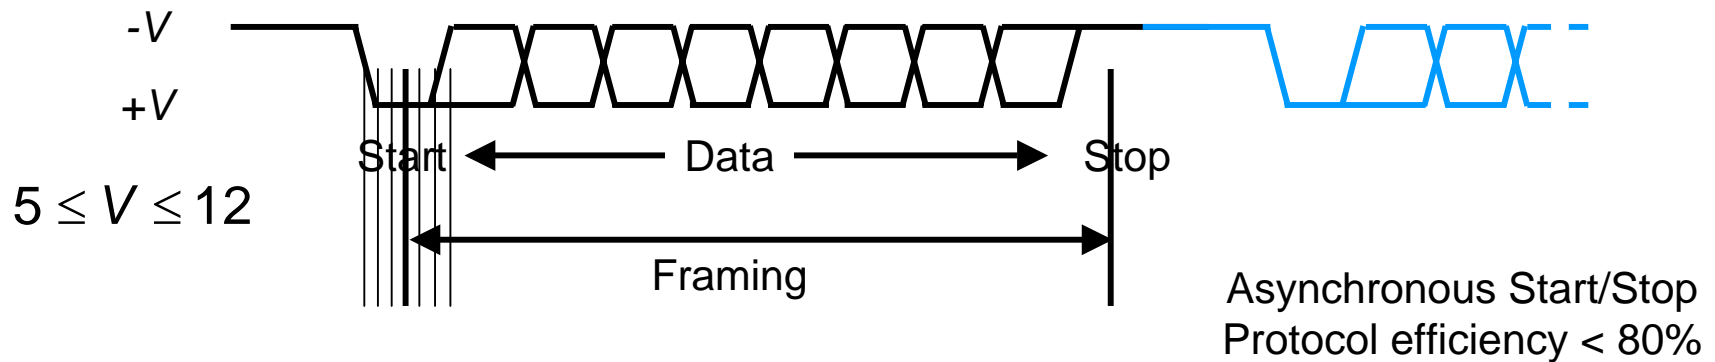 -V
+V
Start
Data
Stop
5 ≤ V ≤ 12
Framing
Asynchronous Start/Stop
Protocol efficiency < 80%